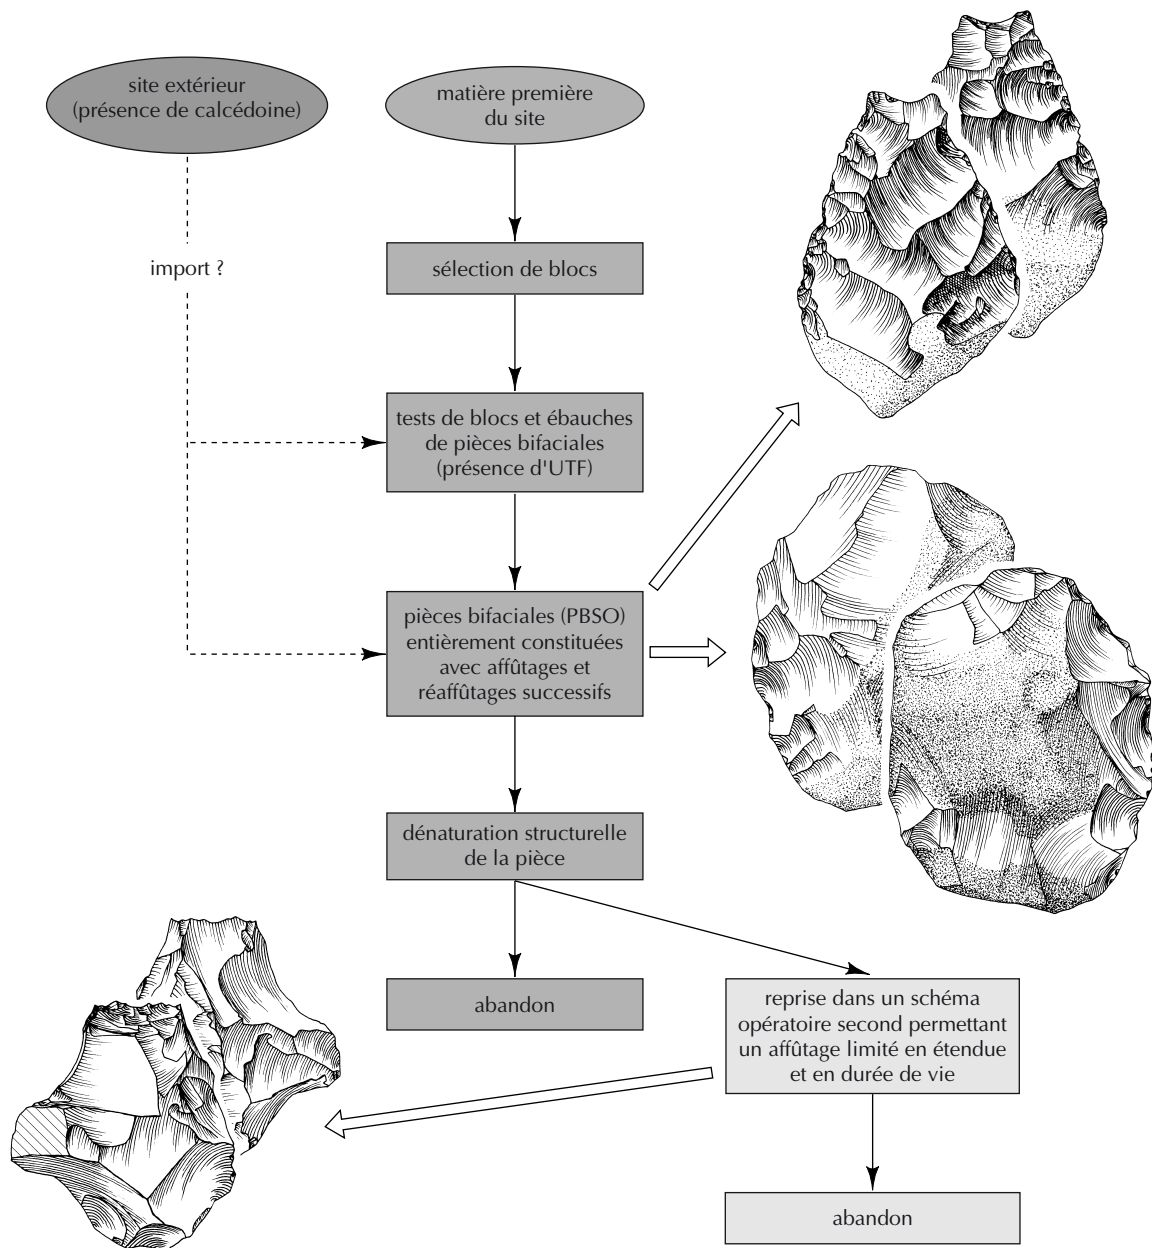 site extérieur
(présence de calcédoine)
matière première
du site
import ?
sélection de blocs
tests de blocs et ébauches
de pièces bifaciales
(présence d'UTF)
pièces bifaciales (PBSO)
entièrement constituées
avec affûtages et
réaffûtages successifs
dénaturation structurelle
de la pièce
abandon
reprise dans un schéma
opératoire second permettant
un affûtage limité en étendue
et en durée de vie
abandon